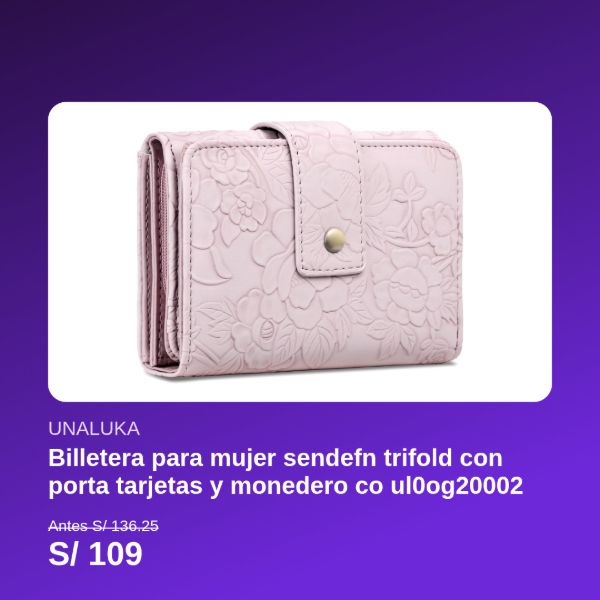 UNALUKA
Billetera para mujer sendefn trifold con
porta tarjetas y monedero co ul0og20002
Antes S/ 136.25
S/ 109